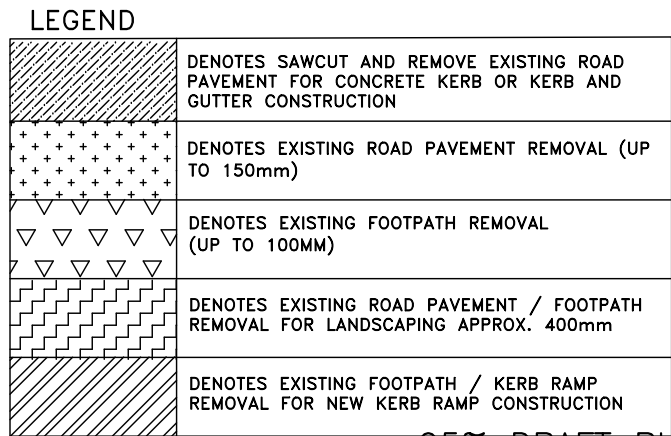 LEGEND
DENOTES SAWCUT AND REMOVE EXISTING ROAD
PAVEMENT FOR CONCRETE KERB OR KERB AND
GUTTER CONSTRUCTION
DENOTES EXISTING ROAD PAVEMENT REMOVAL (UP
TO 150mm)
DENOTES EXISTING FOOTPATH REMOVAL
(UP TO 100MM)
DENOTES EXISTING ROAD PAVEMENT / FOOTPATH
REMOVAL FOR LANDSCAPING APPROX. 400mm
DENOTES EXISTING FOOTPATH / KERB RAMP
REMOVAL FOR NEW KERB RAMP CONSTRUCTION
DRAFT